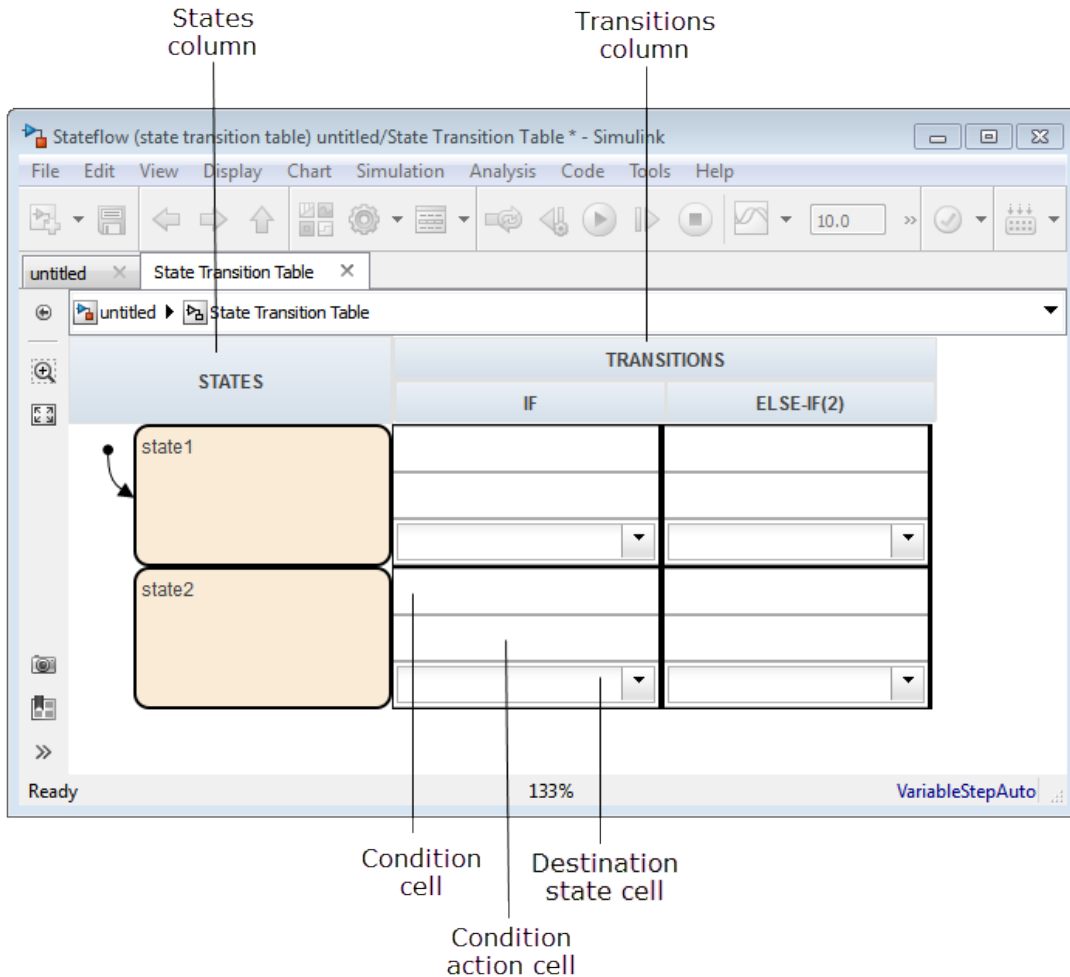 States
column
Transitions
column
Stateflow (state transition table) untitled/State Transition Table * - Simulink
File Edit View Display Chart Simulation Analysis Code Tools Help
10.0 »
untitled State Transition Table
untitled State Transition Table
STATES
TRANSITIONS
IF ELSE-IF(2)
state1
state2
»
Ready 133% VariableStepAuto
Condition
cell
Destination
state cell
Condition
action cell